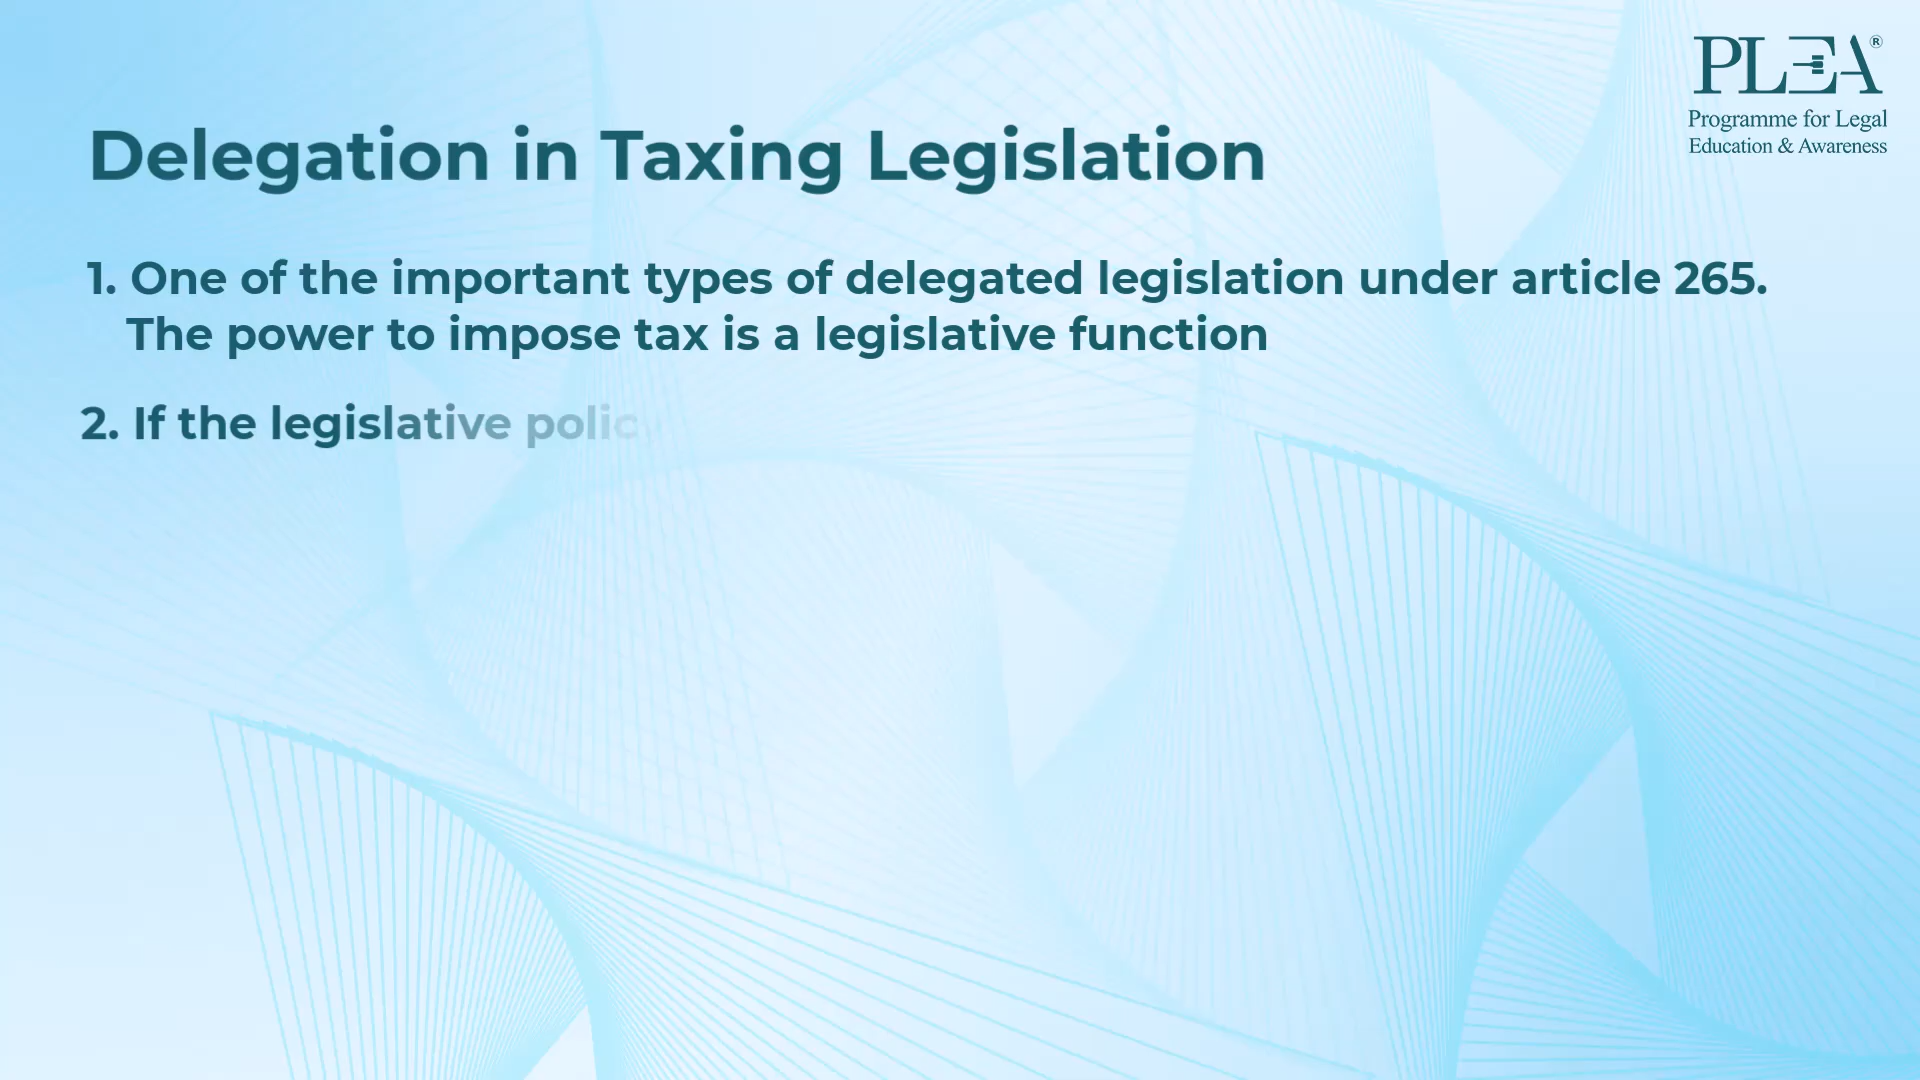 PLEA®
Programme for Legal
Education & Awareness
Delegation in Taxing Legislation
1. One of the important types of delegated legislation under article 265.
The power to impose tax is a legislative function
2. If the legislative